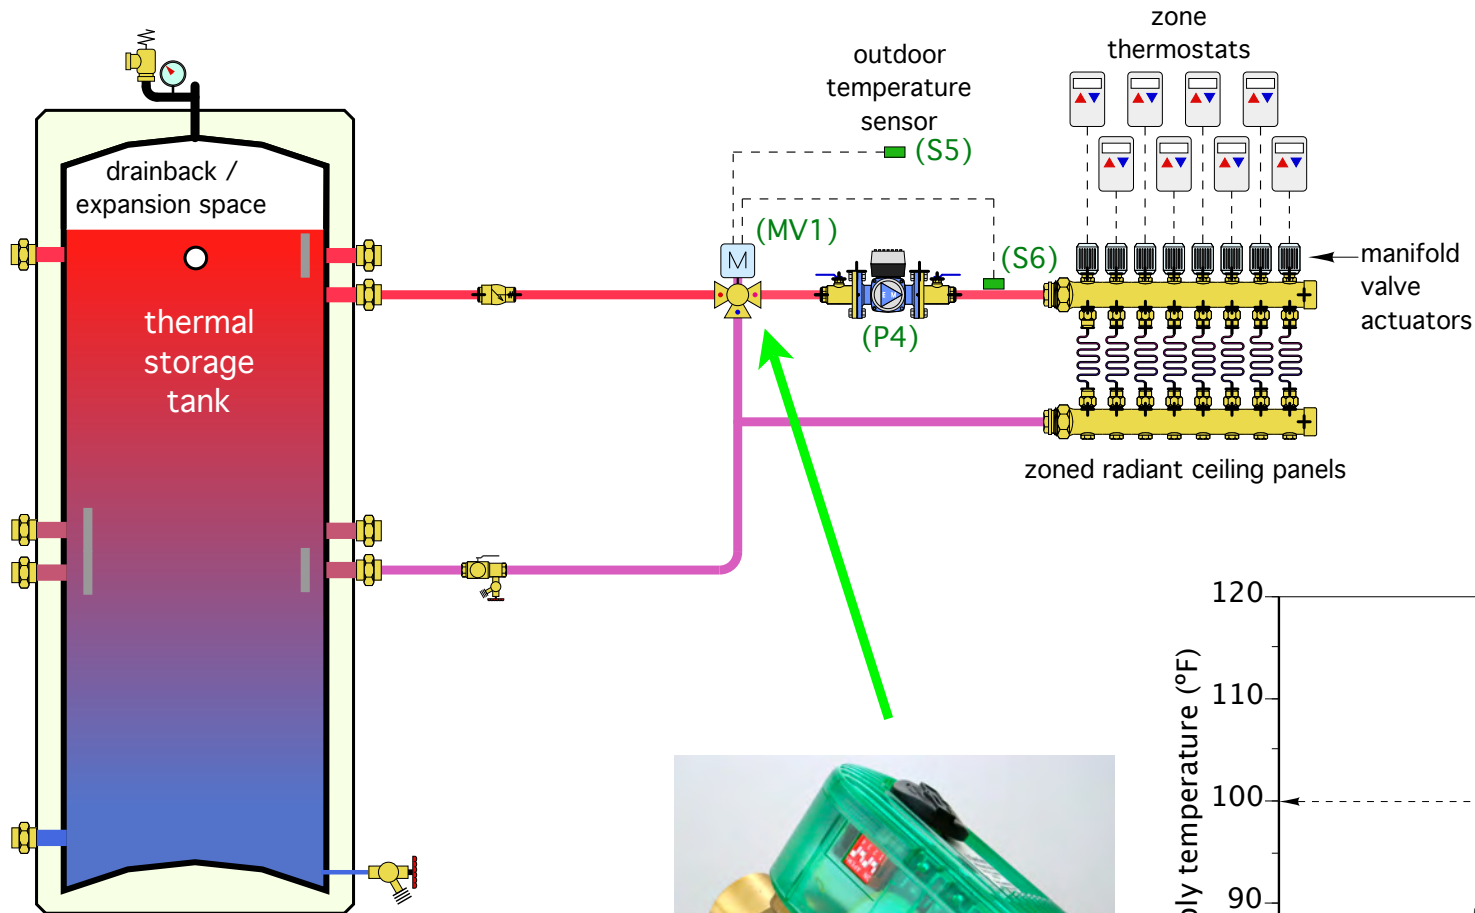 zone
thermostats
outdoor
temperature
sensor
(S5)
drainback /
expansion space
(MV1)
(S6)
M
manifold
valve
actuators
(P4)
thermal
storage
tank
zoned radiant ceiling panels
120
110
100
90
temperature (ºF)